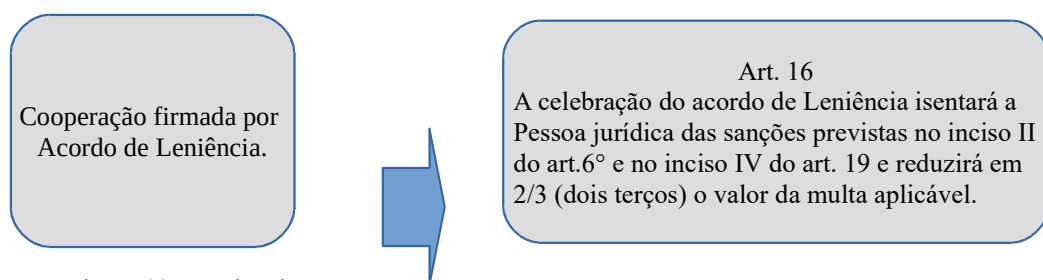 Cooperação firmada por
Acordo de Leniência.
Art. 16
A celebração do acordo de Leniência isentará a
Pessoa jurídica das sanções previstas no inciso II
do art.6° e no inciso IV do art. 19 e reduzirá em
2/3 (dois terços) o valor da multa aplicável.